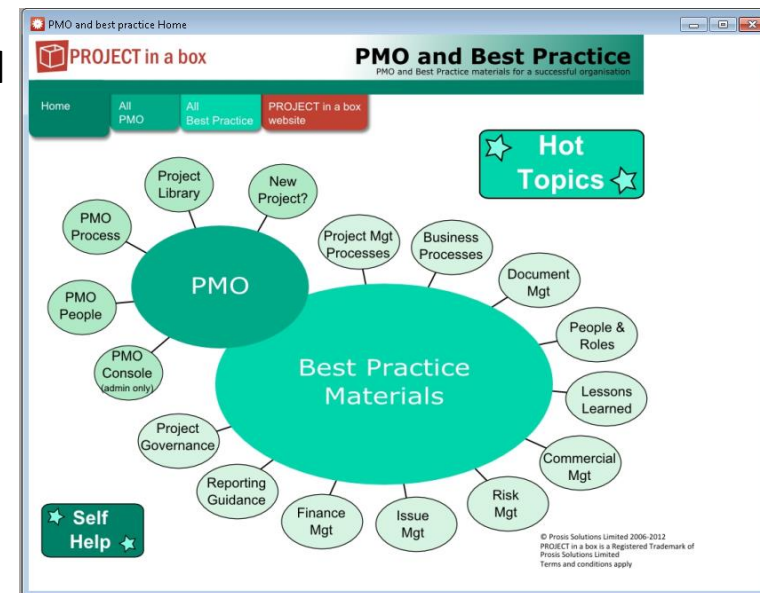 PMO and best practice Home
PROJECT in a box
PMO and Best Practice
PMO and Best Practice materials for a successful organisation
Home
All
PMO
All
Best Practice
PROJECT in a box
website
Hot
Topics
Project
Library
New
Project?
PMO
Process
PMO
People
PMO
Console
(admin only)
PMO
Project Mgt
Processes
Business
Processes
Document
Mgt
People &
Roles
Lessons
Learned
Commercial
Mgt
Risk
Mgt
Issue
Mgt
Finance
Mgt
Reporting
Guidance
Project
Governance
Best Practice
Materials
Self
Help
© Prosis Solutions Limited 2006-2012
PROJECT in a box is a Registered Trademark of
Prosis Solutions Limited
Terms and conditions apply